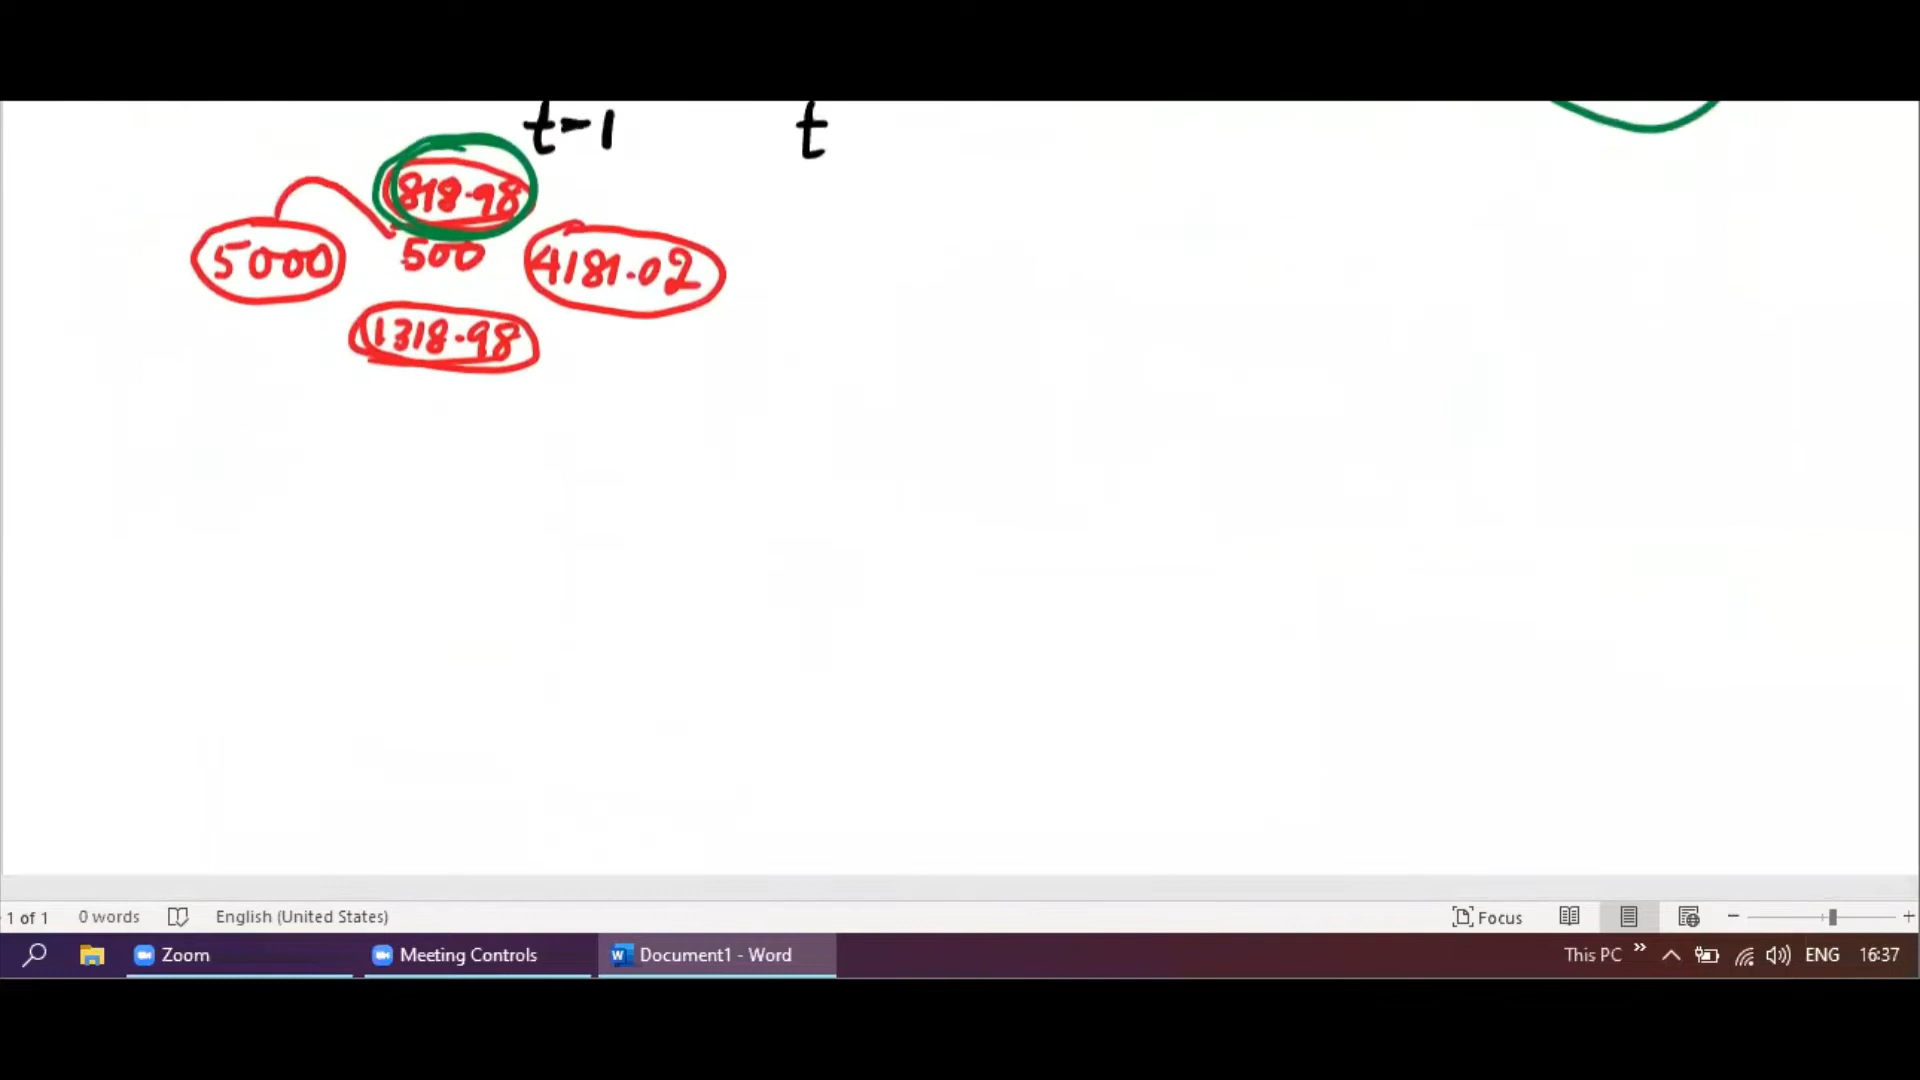 t-1 t
818.98
5000 500 4181.02
1318.98
1 of 1 0 words English (United States) Focus
Zoom Meeting Controls Document1 - Word This PC » ENG 16:37